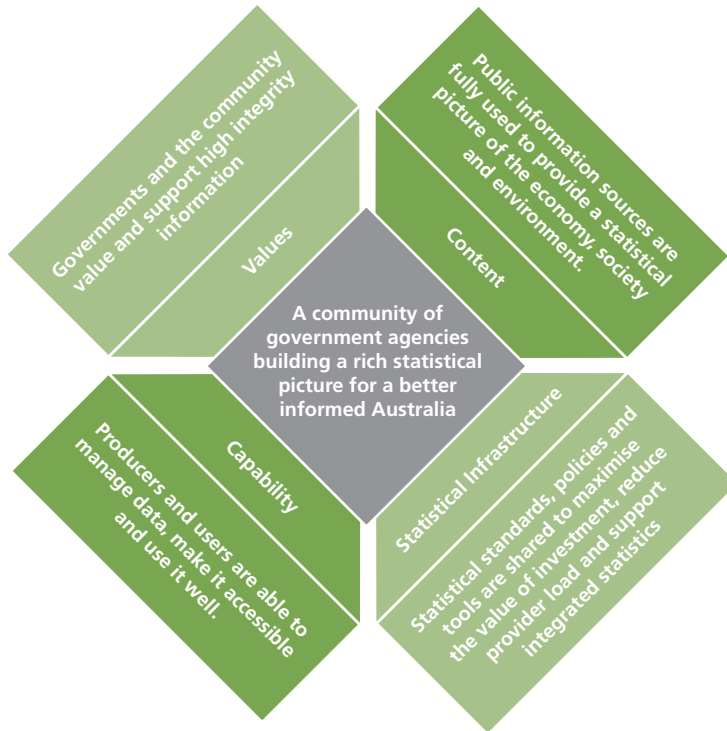 Governments and the community
value and support high integrity
information
Values
Public information sources are
fully used to provide a statistical
picture of the economy, society
and environment.
Content
A community of
government agencies
building a rich statistical
picture for a better
informed Australia
Capability
Producers and users are able to
manage data, make it accessible
and use it well.
Statistical Infrastructure
Statistical standards, policies and
tools are shared to maximise
the value of investment, reduce
provider load and support
integrated statistics